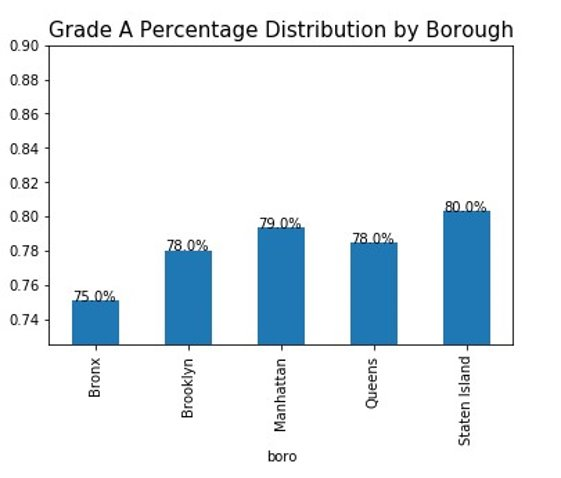 Grade A Percentage Distribution by Borough
0.90
0.88
0.86
0.84
0.82
0.80
0.78
0.76
0.74
75.0%
78.0%
79.0%
78.0%
80.0%
Bronx
Brooklyn
Manhattan
Queens
Staten Island
boro